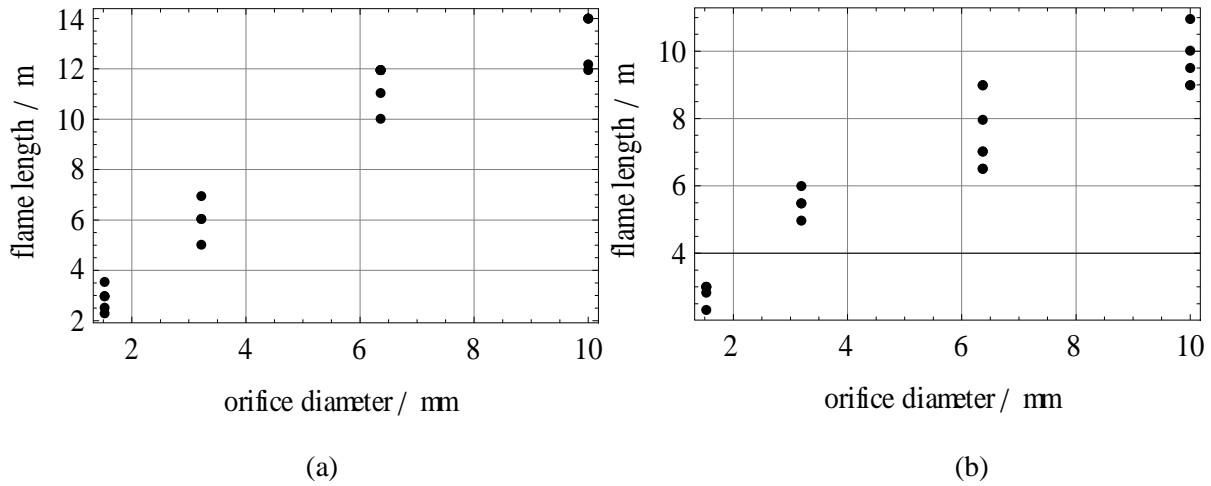 14
12
10
8
6
4
2
flame length / m
2 4 6 8 10
orifice diameter / mm
(a)
10
8
6
4
flame length / m
2 4 6 8 10
orifice diameter / mm
(b)